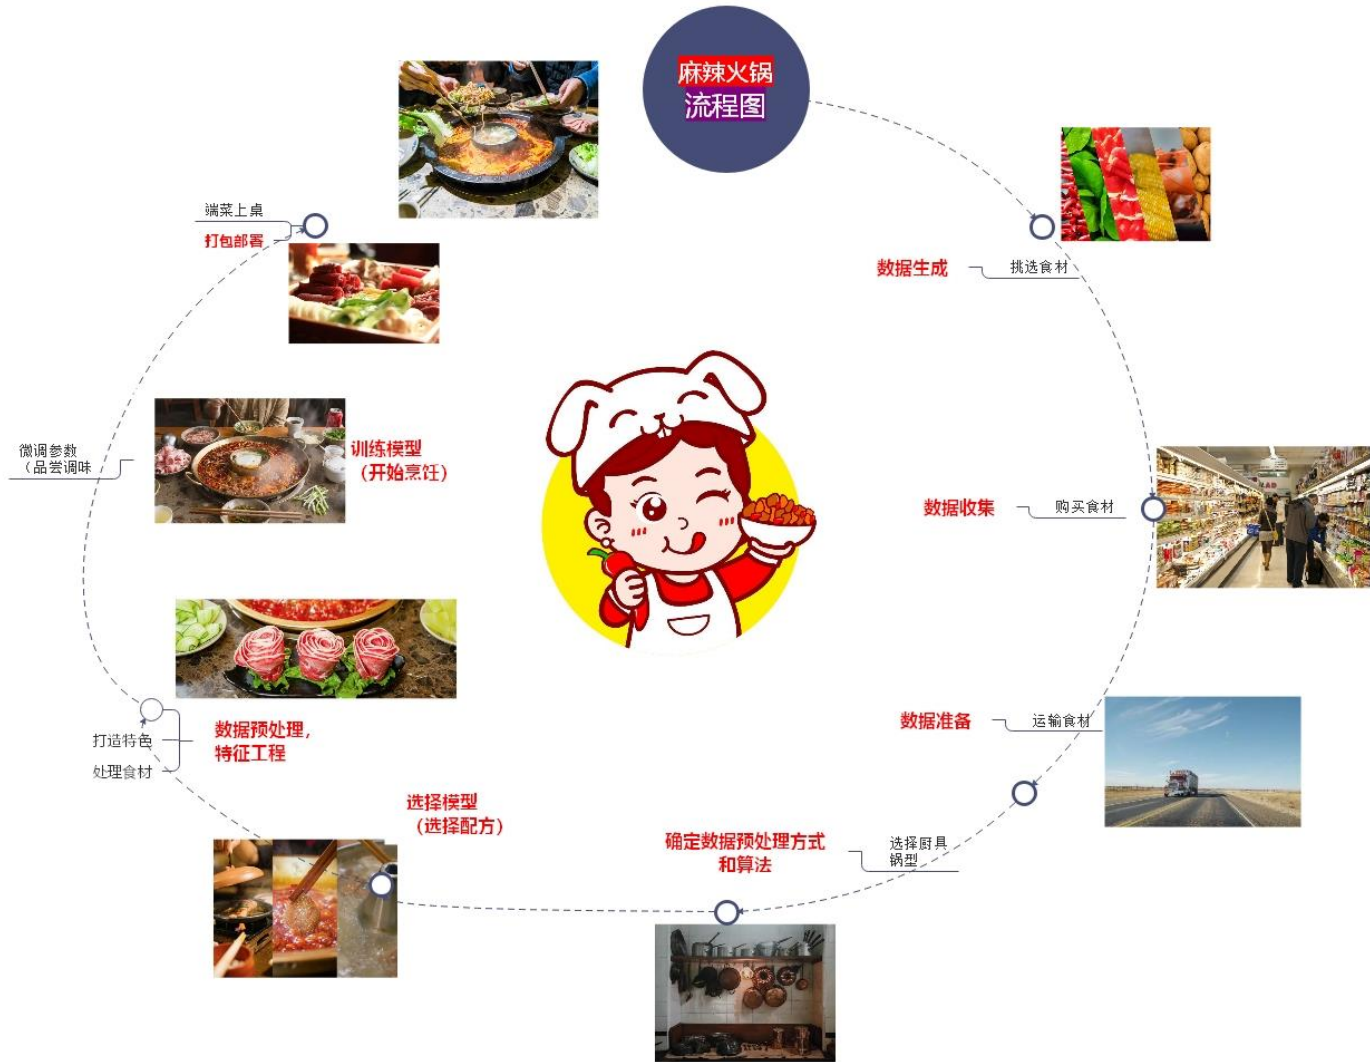 麻辣火锅
流程图
数据生成
挑选食材
数据收集
购买食材
数据准备
运输食材
确定数据预处理方式
和算法
选择厨具
锅型
选择模型
（选择配方）
数据预处理，
特征工程
打造特色
处理食材
训练模型
（开始烹饪）
微调参数
（品尝调味
端菜上桌
打包部署